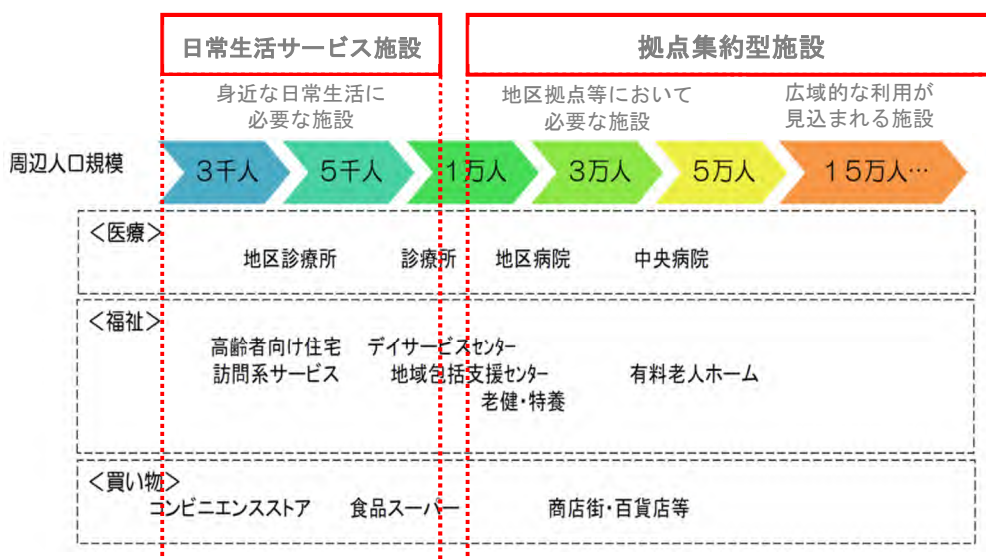 日常生活サービス施設
拠点集約型施設
身近な日常生活に
必要な施設
地区拠点等において
必要な施設
広域的な利用が
見込まれる施設
周辺人口規模
3千人
5千人
1万人
3万人
5万人
15万人…
<医療>
地区診療所
診療所
地区病院
中央病院
<福祉>
高齢者向け住宅
デイサービスセンター
訪問系サービス
地域包括支援センター
有料老人ホーム
老健・特養
<買い物>
コンビニエンスストア
食品スーパー
商店街・百貨店等